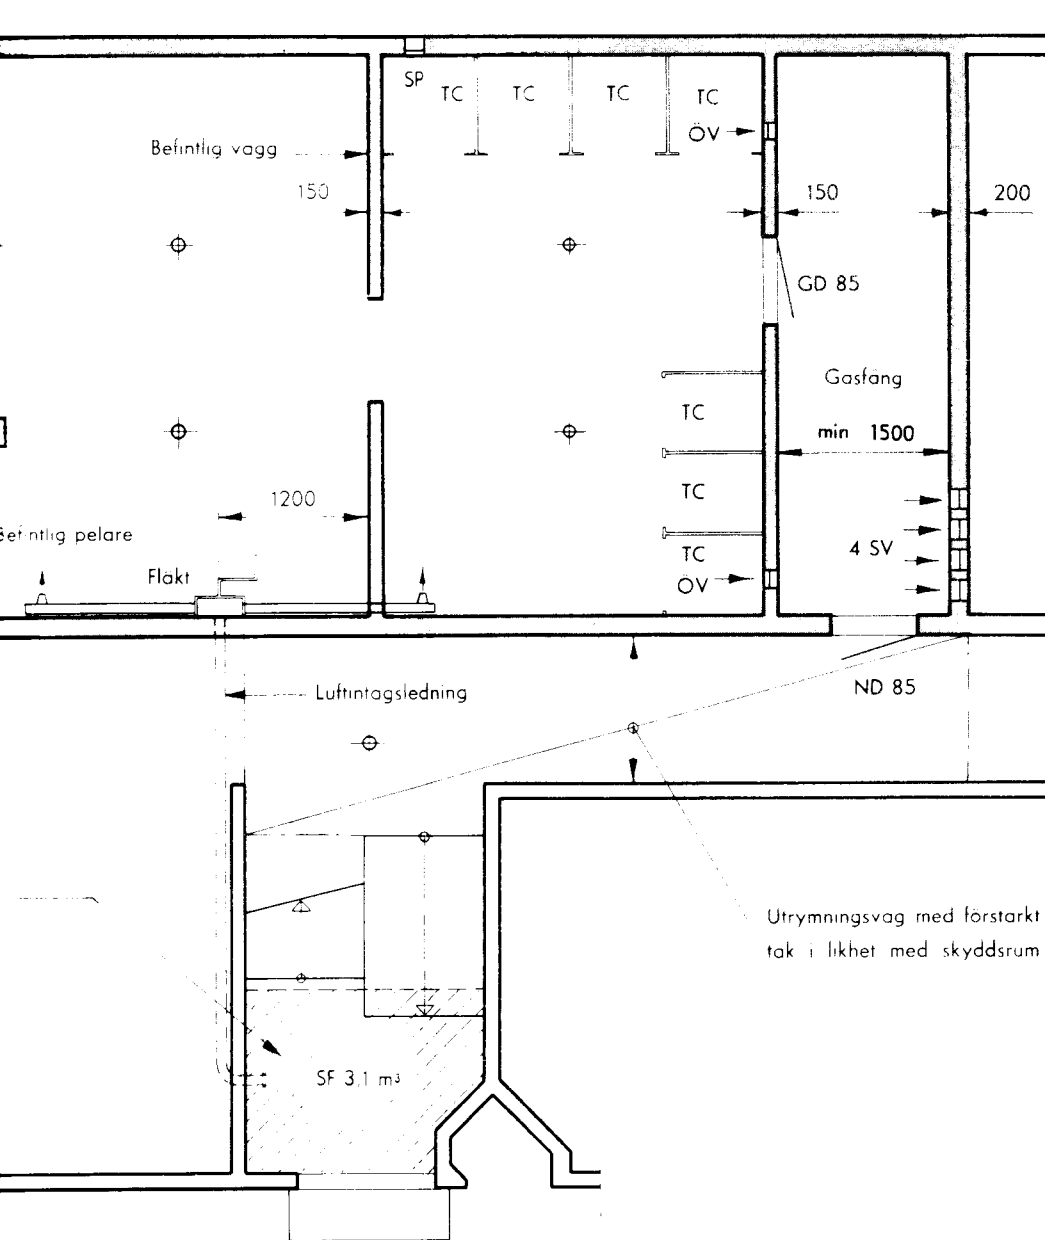 SP
TC TC TC TC
ÖV
Befintlig vagg
150
150
200
GD 85
Gasfång
min 1500
TC
TC
TC
ÖV
1200
Befintlig pelare
Fläkt
4 SV
ND 85
Luftintagsledning
Utrymningsvag med förstarkt
tak i likhet med skyddsrum
SF 3,1 m³